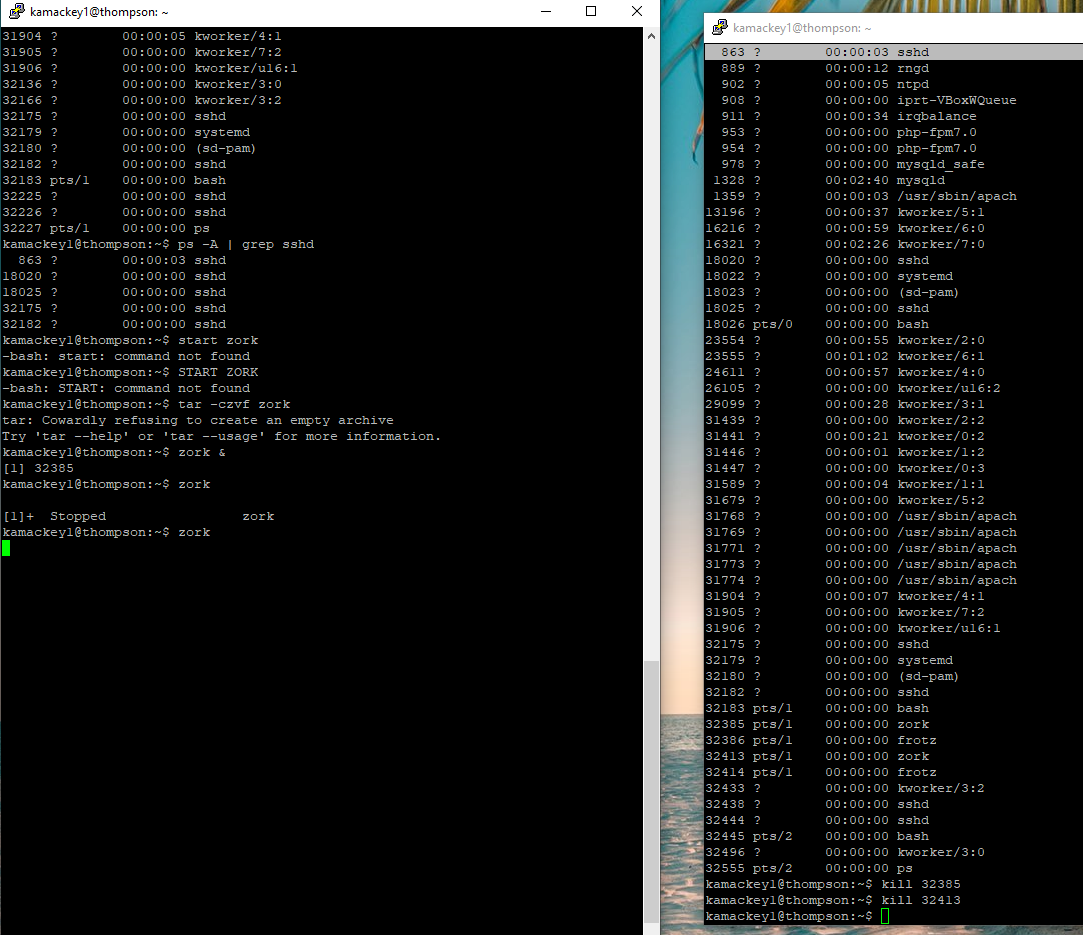 kamackey1@thompson: ~
31904 ?        00:00:05 kworker/4:1
31905 ?        00:00:00 kworker/7:2
31906 ?        00:00:00 kworker/u16:1
32136 ?        00:00:00 kworker/3:0
32166 ?        00:00:00 kworker/3:2
32175 ?        00:00:00 sshd
32179 ?        00:00:00 systemd
32180 ?        00:00:00 (sd-pam)
32182 ?        00:00:00 sshd
32183 pts/1    00:00:00 bash
32225 ?        00:00:00 sshd
32226 ?        00:00:00 sshd
32227 pts/1    00:00:00 ps
kamackey1@thompson:~$ ps -A | grep sshd
  863 ?        00:00:03 sshd
18020 ?        00:00:00 sshd
18025 ?        00:00:00 sshd
32175 ?        00:00:00 sshd
32182 ?        00:00:00 sshd
kamackey1@thompson:~$ start zork
-bash: start: command not found
kamackey1@thompson:~$ START ZORK
-bash: START: command not found
kamackey1@thompson:~$ tar -czvf zork
tar: Cowardly refusing to create an empty archive
Try 'tar --help' or 'tar --usage' for more information.
kamackey1@thompson:~$ zork &
[1] 32385
kamackey1@thompson:~$ zork
[1]+  Stopped                 zork
kamackey1@thompson:~$ zork
kamackey1@thompson: ~
  863 ?        00:00:03 sshd
  889 ?        00:00:12 rngd
  902 ?        00:00:05 ntpd
  908 ?        00:00:00 iprt-VBoxWQueue
  911 ?        00:00:34 irqbalance
  953 ?        00:00:00 php-fpm7.0
  954 ?        00:00:00 php-fpm7.0
  978 ?        00:00:00 mysqld_safe
 1328 ?        00:02:40 mysqld
 1359 ?        00:00:03 /usr/sbin/apach
13196 ?        00:00:37 kworker/5:1
16216 ?        00:00:59 kworker/6:0
16321 ?        00:02:26 kworker/7:0
18020 ?        00:00:00 sshd
18022 ?        00:00:00 systemd
18023 ?        00:00:00 (sd-pam)
18025 ?        00:00:00 sshd
18026 pts/0    00:00:00 bash
23554 ?        00:00:55 kworker/2:0
23555 ?        00:01:02 kworker/6:1
24611 ?        00:00:57 kworker/4:0
26105 ?        00:00:00 kworker/u16:2
29099 ?        00:00:28 kworker/3:1
31439 ?        00:00:00 kworker/2:2
31441 ?        00:00:21 kworker/0:2
31446 ?        00:00:01 kworker/1:2
31447 ?        00:00:00 kworker/0:3
31589 ?        00:00:04 kworker/1:1
31679 ?        00:00:00 kworker/5:2
31768 ?        00:00:00 /usr/sbin/apach
31769 ?        00:00:00 /usr/sbin/apach
31771 ?        00:00:00 /usr/sbin/apach
31773 ?        00:00:00 /usr/sbin/apach
31774 ?        00:00:00 /usr/sbin/apach
31904 ?        00:00:07 kworker/4:1
31905 ?        00:00:00 kworker/7:2
31906 ?        00:00:00 kworker/u16:1
32175 ?        00:00:00 sshd
32179 ?        00:00:00 systemd
32180 ?        00:00:00 (sd-pam)
32182 ?        00:00:00 sshd
32183 pts/1    00:00:00 bash
32385 pts/1    00:00:00 zork
32386 pts/1    00:00:00 frotz
32413 pts/1    00:00:00 zork
32414 pts/1    00:00:00 frotz
32433 ?        00:00:00 kworker/3:2
32438 ?        00:00:00 sshd
32444 ?        00:00:00 sshd
32445 pts/2    00:00:00 bash
32496 ?        00:00:00 kworker/3:0
32555 pts/2    00:00:00 ps
kamackey1@thompson:~$ kill 32385
kamackey1@thompson:~$ kill 32413
kamackey1@thompson:~$